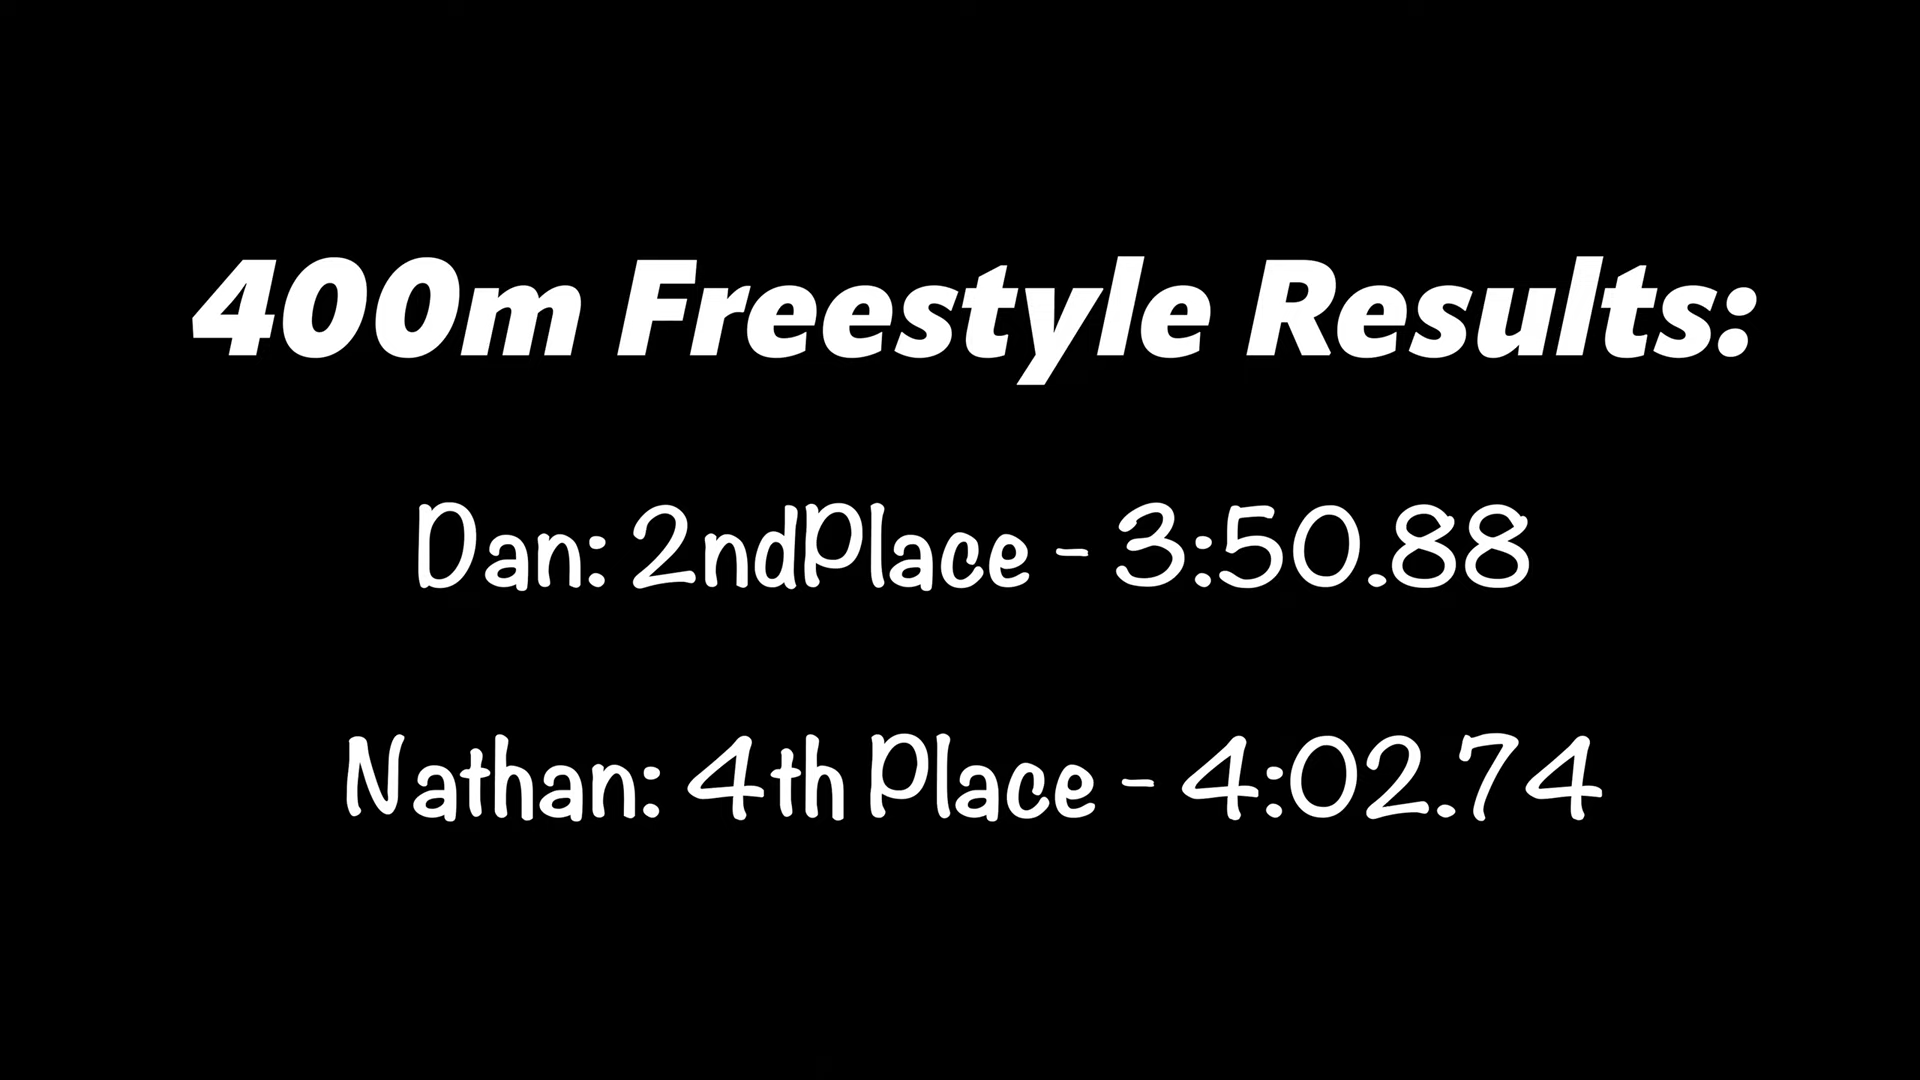 400m Freestyle Results:
Dan: 2ndPlace - 3:50.88
Nathan: 4th Place - 4:02.74